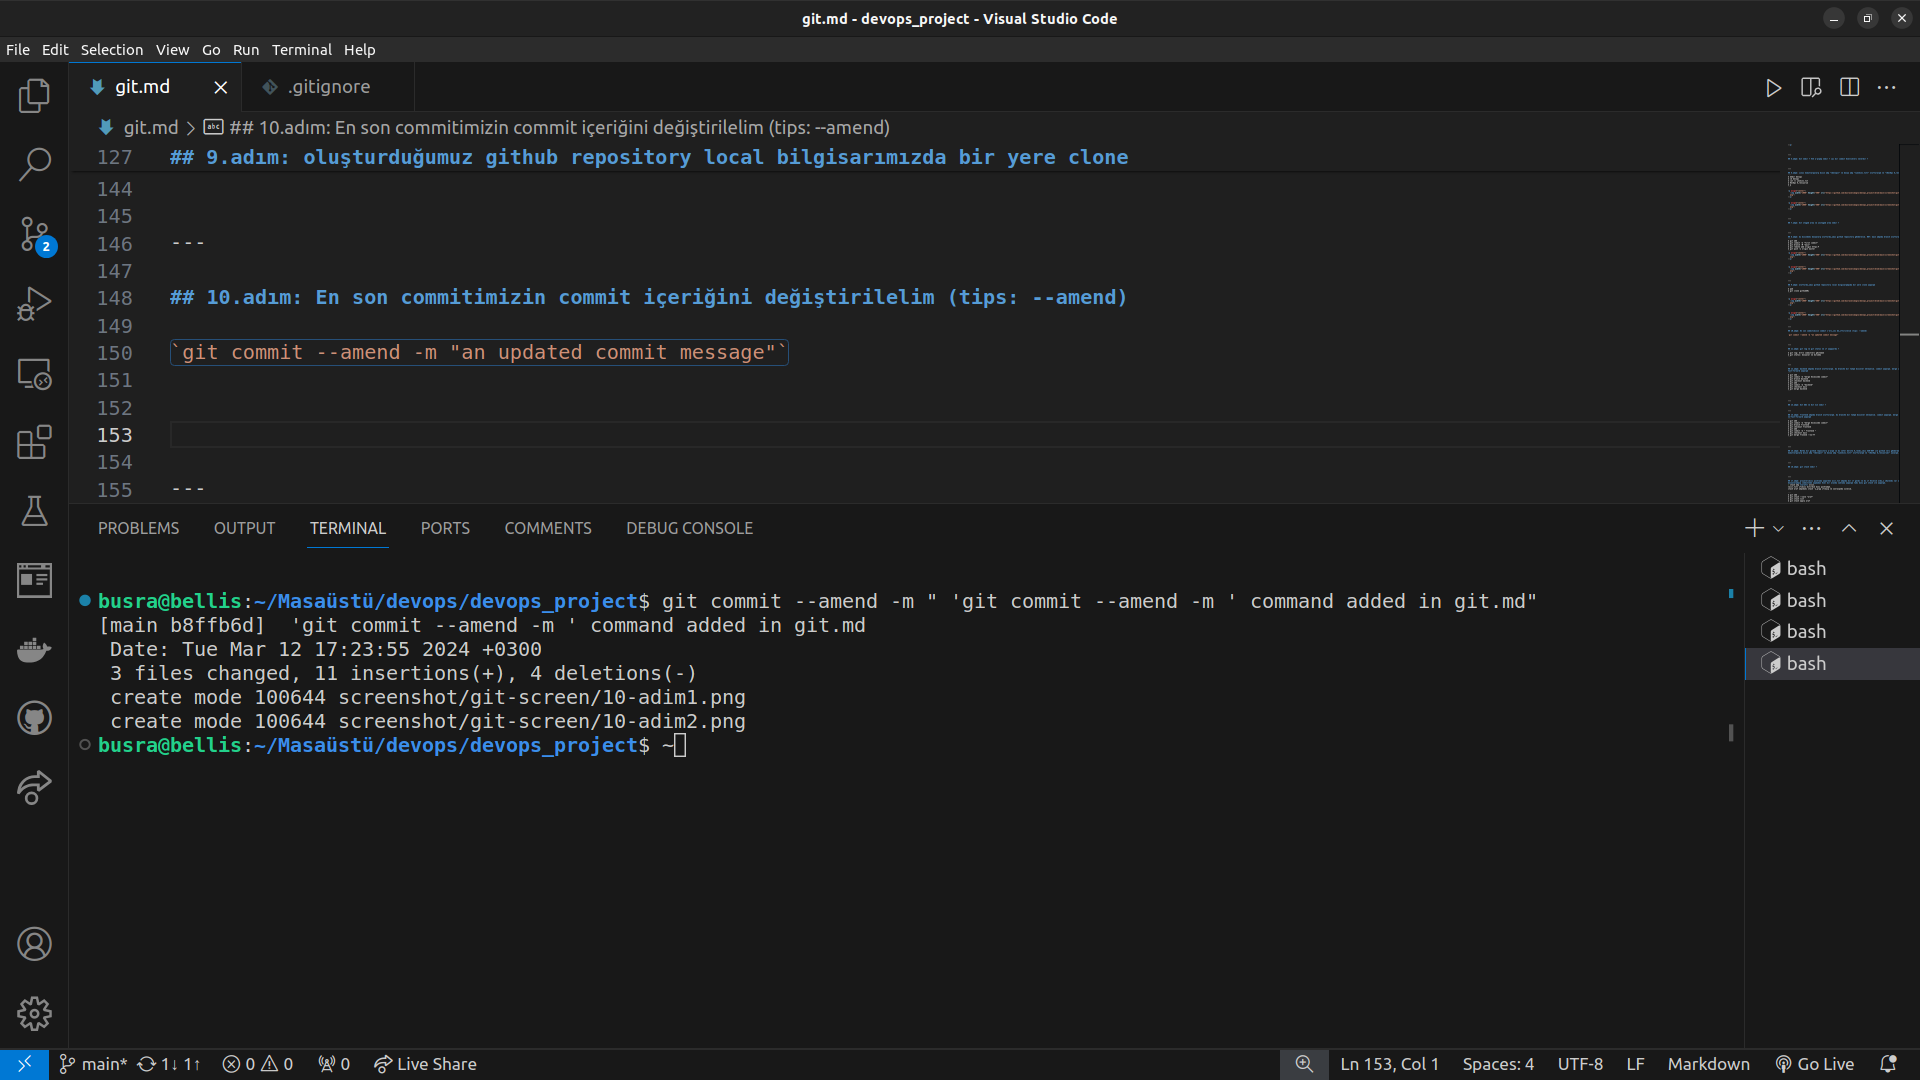 git.md - devops_project - Visual Studio Code
File Edit Selection View Go Run Terminal Help
git.md
.gitignore
git.md > ## 10.adım: En son commitimizin commit içeriğini değiştirilelim (tips: --amend)
127 ## 9.adım: oluşturduğumuz github repository local bilgisarımızda bir yere clone
144
145
146 ---
147
148 ## 10.adım: En son commitimizin commit içeriğini değiştirilelim (tips: --amend)
149
150 `git commit --amend -m "an updated commit message"`
151
152
153
154
155 ---
2
PROBLEMS OUTPUT TERMINAL PORTS COMMENTS DEBUG CONSOLE
busra@bellis:~/Masaüstü/devops/devops_project$ git commit --amend -m " 'git commit --amend -m ' command added in git.md"
[main b8ffb6d]  'git commit --amend -m ' command added in git.md
 Date: Tue Mar 12 17:23:55 2024 +0300
 3 files changed, 11 insertions(+), 4 deletions(-)
 create mode 100644 screenshot/git-screen/10-adim1.png
 create mode 100644 screenshot/git-screen/10-adim2.png
busra@bellis:~/Masaüstü/devops/devops_project$ ~
bash
bash
bash
bash
main* 1↓ 1↑ 0 0 0 Live Share Ln 153, Col 1 Spaces: 4 UTF-8 LF Markdown Go Live